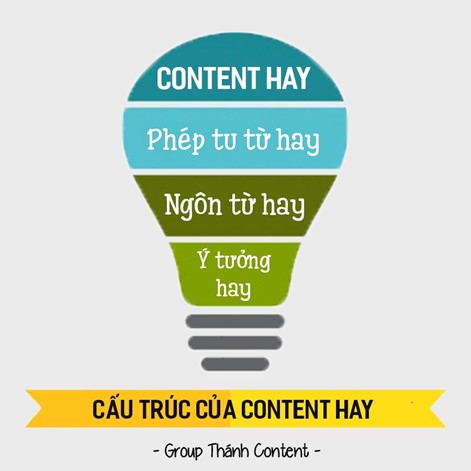 CONTENT HAY
Phép tu từ hay
Ngôn từ hay
Ý tưởng
hay
CẤU TRÚC CỦA CONTENT HAY
- Group Thánh Content -